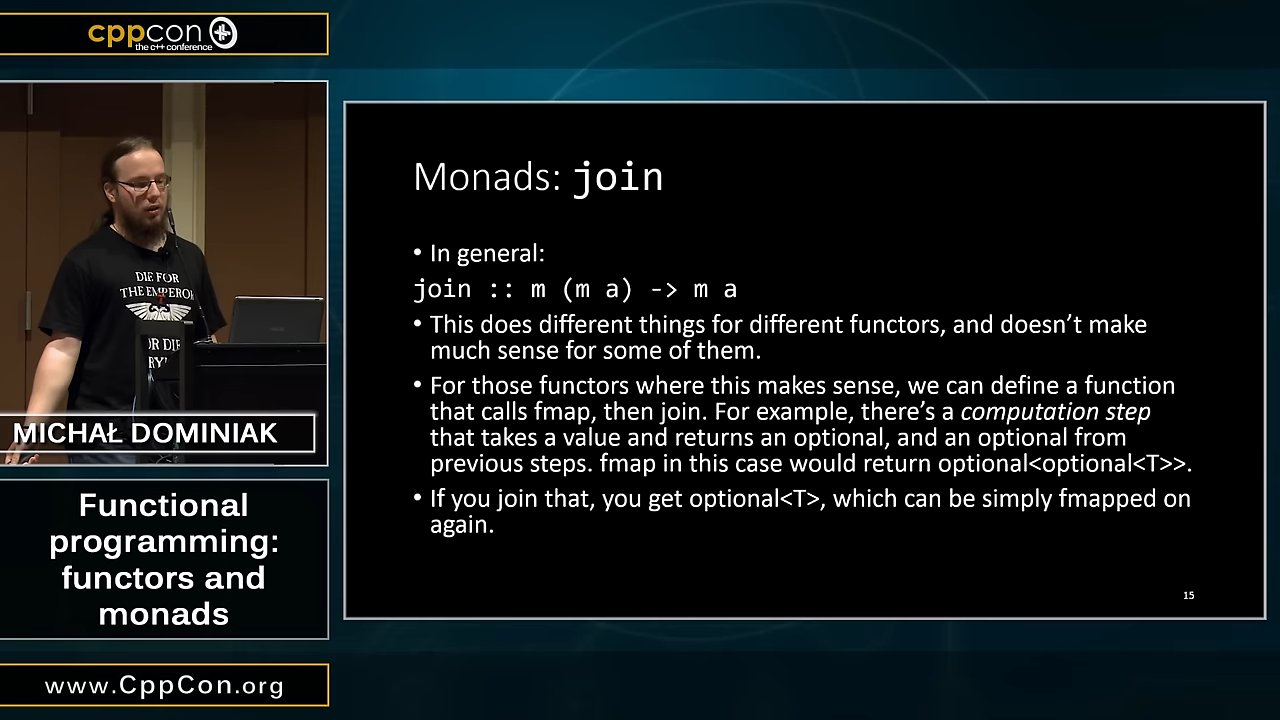 cppcon
the c++ conference
DIE FOR
THE EMPEROR
OR DIE
MICHAŁ DOMINIAK
Functional
programming:
functors and
monads
www.CppCon.org
Monads: join
• In general:
join :: m (m a) -> m a
• This does different things for different functors, and doesn’t make
much sense for some of them.
• For those functors where this makes sense, we can define a function
that calls fmap, then join. For example, there’s a computation step
that takes a value and returns an optional, and an optional from
previous steps. fmap in this case would return optional<optional<T>>.
• If you join that, you get optional<T>, which can be simply fmapped on
again.
15